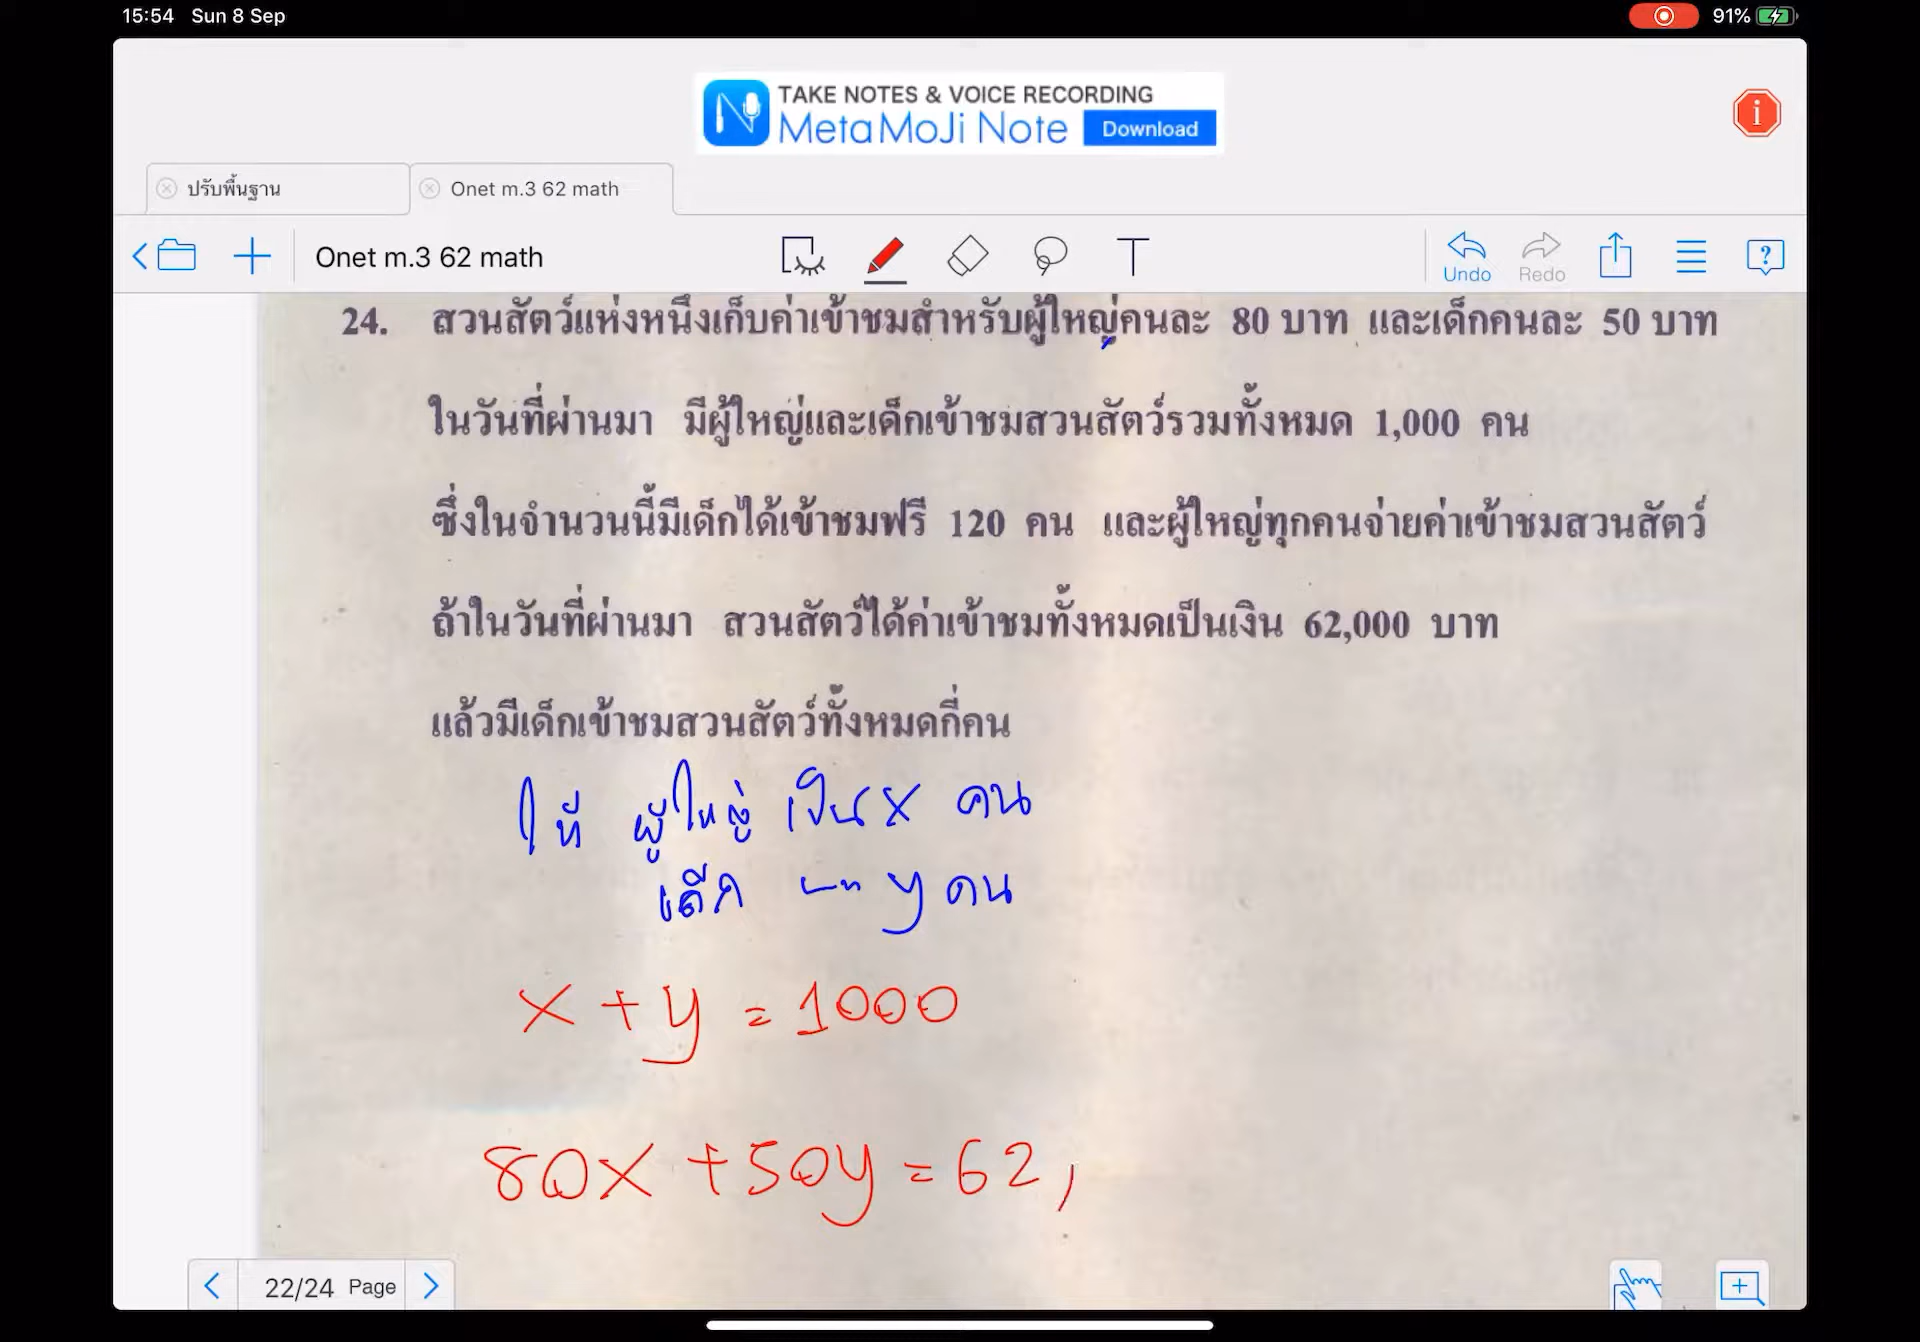 15:54 Sun 8 Sep
91%
TAKE NOTES & VOICE RECORDING
MetaMoJi Note Download
ปรับพื้นฐาน
Onet m.3 62 math
Onet m.3 62 math
T
Undo
Redo
24. สวนสัตว์แห่งหนึ่งเก็บค่าเข้าชมสำหรับผู้ใหญ่คนละ 80 บาท และเด็กคนละ 50 บาท
ในวันที่ผ่านมา มีผู้ใหญ่และเด็กเข้าชมสวนสัตว์รวมทั้งหมด 1,000 คน
ซึ่งในจำนวนนี้มีเด็กได้เข้าชมฟรี 120 คน และผู้ใหญ่ทุกคนจ่ายค่าเข้าชมสวนสัตว์
ถ้าในวันที่ผ่านมา สวนสัตว์ได้ค่าเข้าชมทั้งหมดเป็นเงิน 62,000 บาท
แล้วมีเด็กเข้าชมสวนสัตว์ทั้งหมดกี่คน
ให้ ผู้ใหญ่ เป็น x คน
เด็ก —"— y คน
x + y = 1000
80x + 50y = 62,
22/24 Page